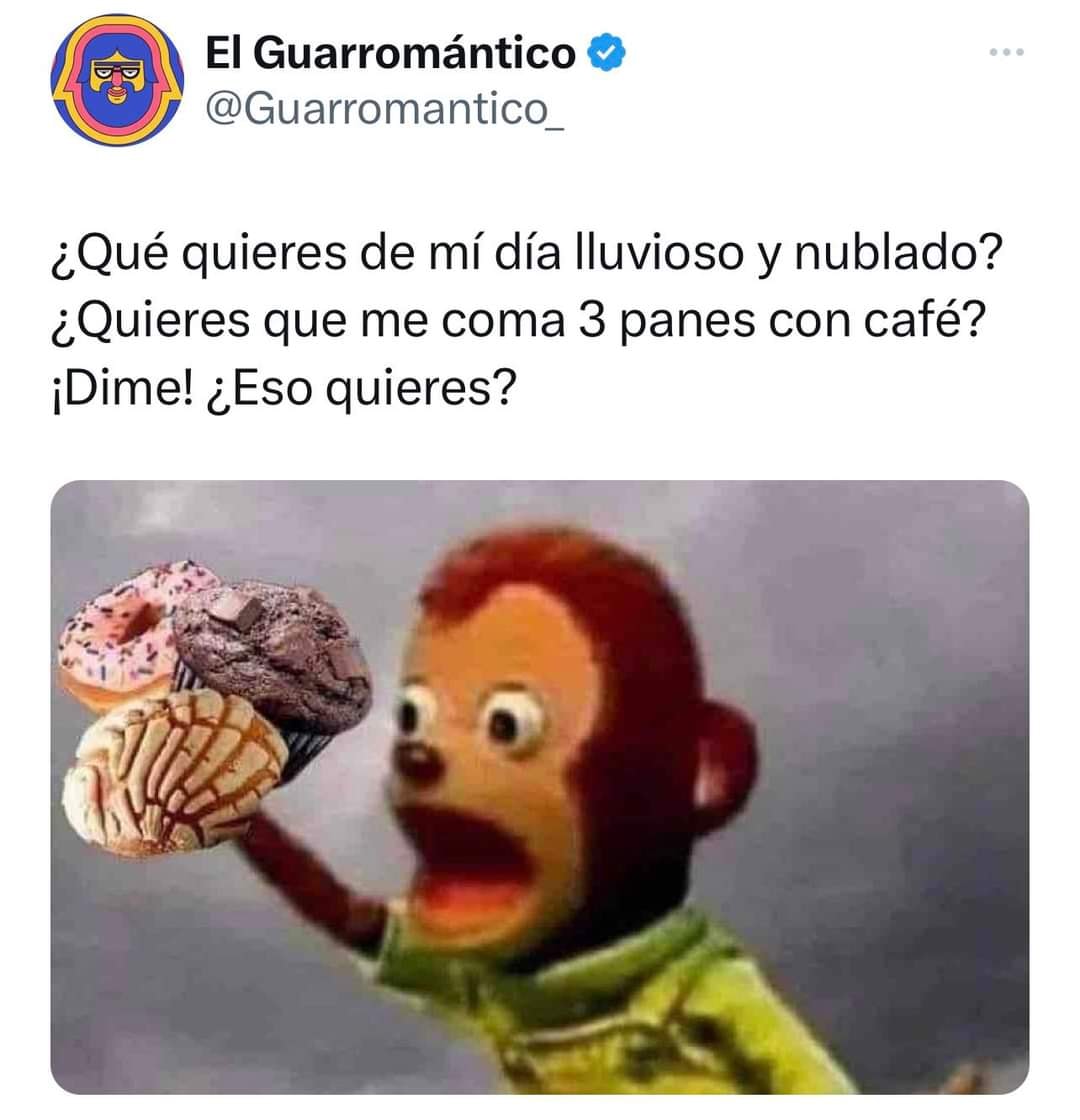 El Guarromántico
@Guarromantico_
¿Qué quieres de mí día lluvioso y nublado?
¿Quieres que me coma 3 panes con café?
¡Dime! ¿Eso quieres?